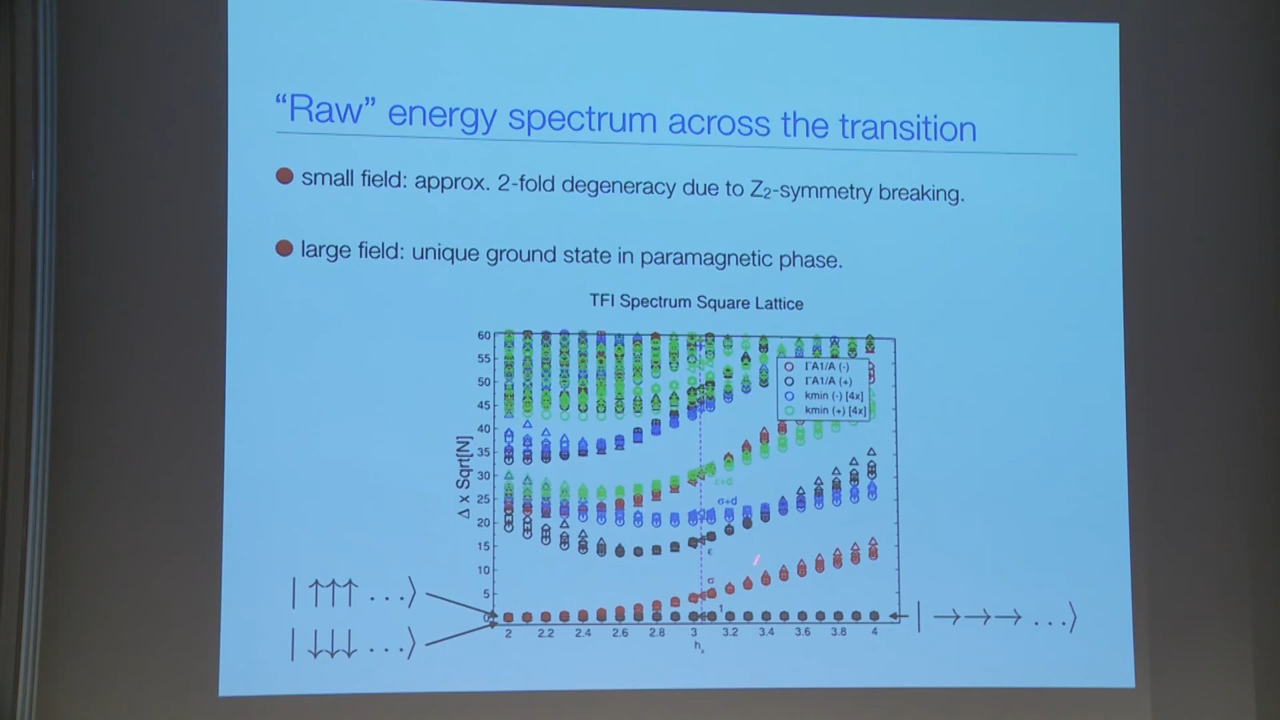 “Raw” energy spectrum across the transition
small field: approx. 2-fold degeneracy due to Z₂-symmetry breaking.
large field: unique ground state in paramagnetic phase.
TFI Spectrum Square Lattice
Δ x Sqrt[N]
60
55
50
45
40
35
30
25
20
15
10
5
0
ΓA1/A (-)
ΓA1/A (+)
kmin (-) [4x]
kmin (+) [4x]
ε+d
σ+d
ε
σ
1
2 2.2 2.4 2.6 2.8 3 3.2 3.4 3.6 3.8 4
| ↑↑↑ ...⟩
| ↓↓↓ ...⟩
| →→→ ...⟩